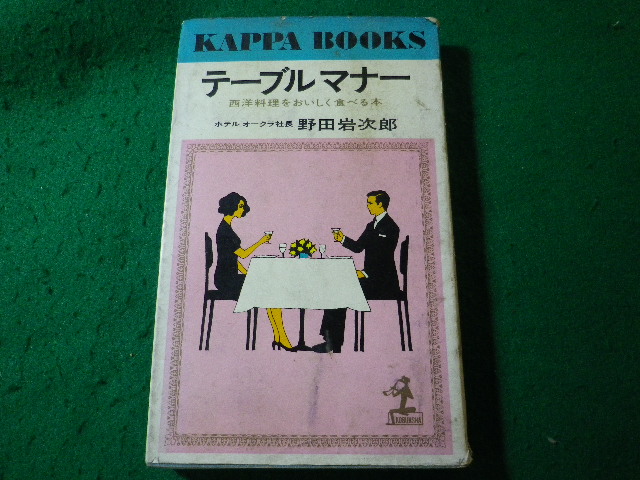 KAPPA BOOKS
テーブルマナー
西洋料理をおいしく食べる本
ホテル オークラ社長 野田岩次郎
KOBUNSHA